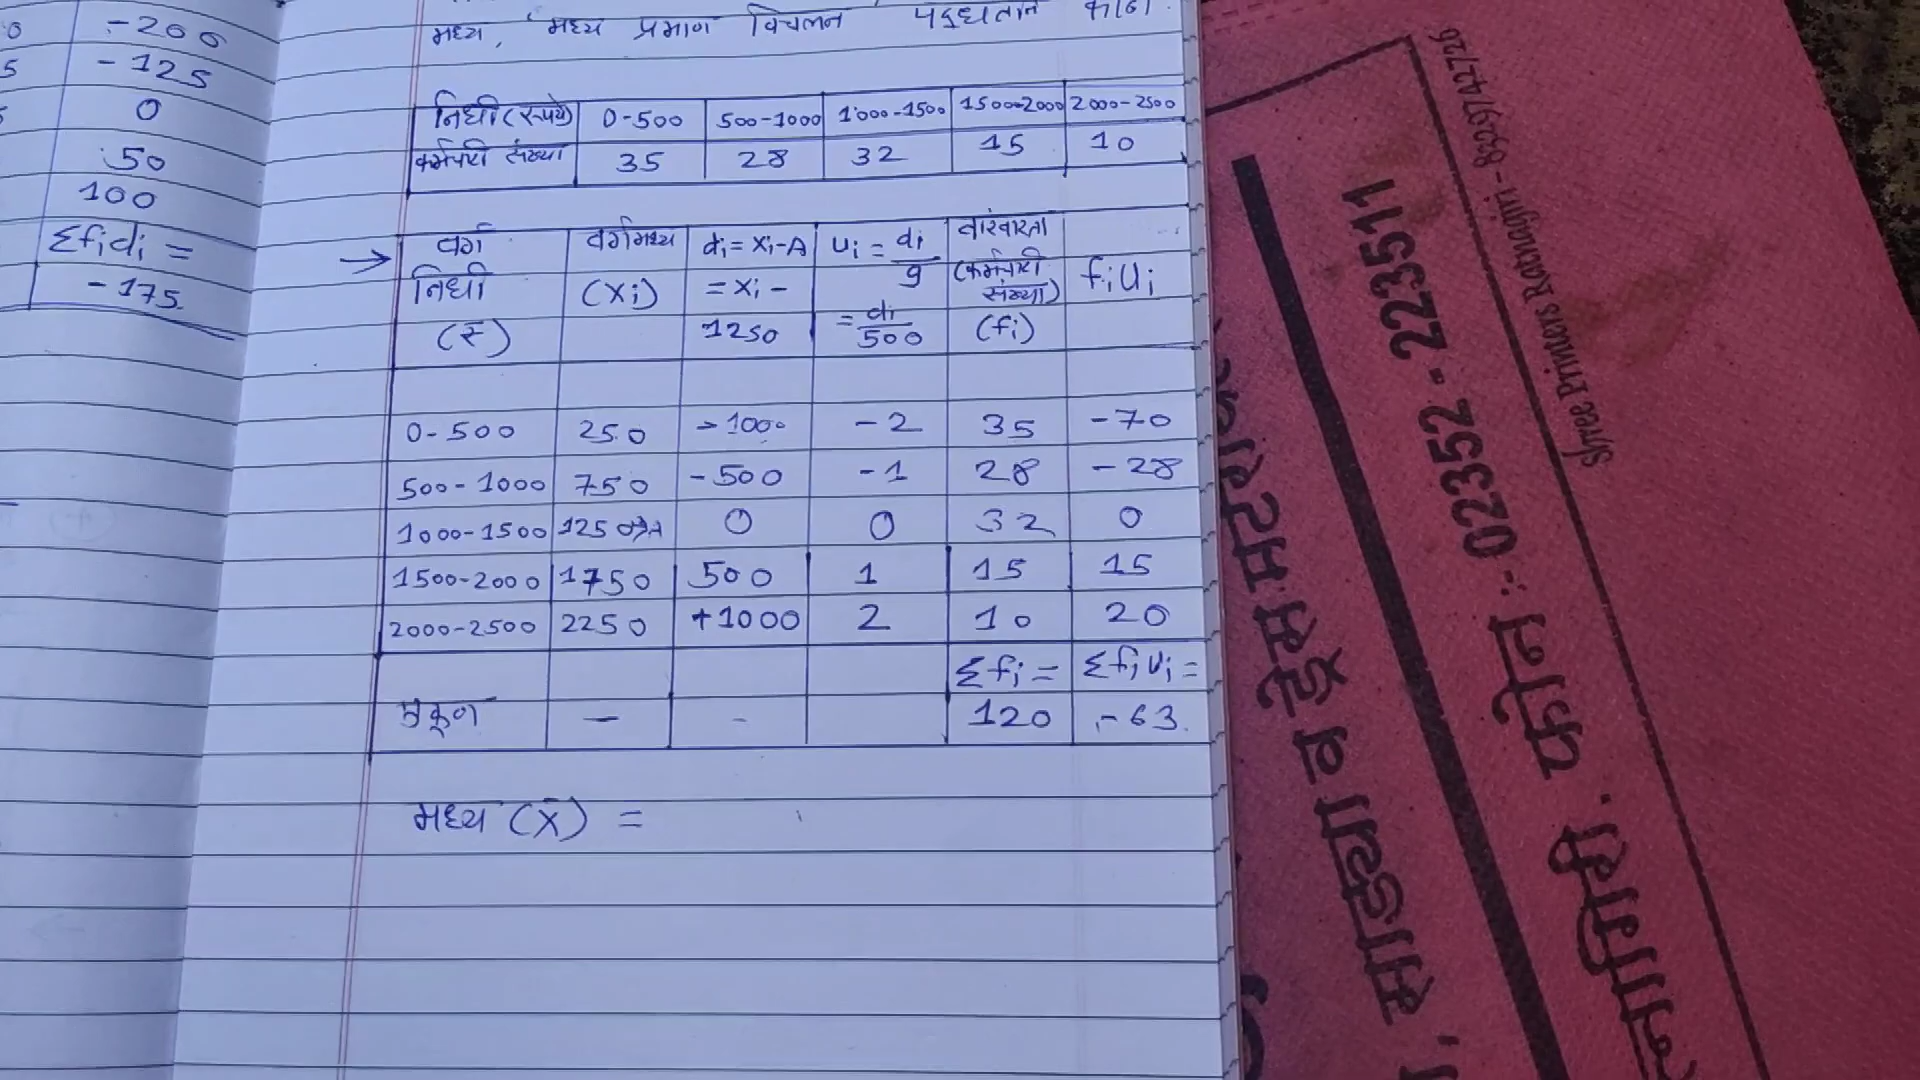 -200
5 -125
0
50
100
Σfidi =
-175
मध्य, 'मध्य प्रमाण विचलन पद्धतीने काढा.
निधी (रुपये) 0-500 500-1000 1000-1500 1500-2000 2000-2500
कर्मचारी संख्या 35 28 32 15 10
→ वर्ग वर्गमध्य di = xi-A ui = di/g वारंवारता
निधी (xi) = xi - (कर्मचारी संख्या) fiui
(₹) 1250 = di/500 (fi)
0-500 250 -1000 -2 35 -70
500-1000 750 -500 -1 28 -28
1000-1500 1250→A 0 0 32 0
1500-2000 1750 500 1 15 15
2000-2500 2250 +1000 2 10 20
Σfi = Σfiui =
एकूण — - 120 -63.
मध्य (x̄) =
साड्या व ड्रेस मटेरिअल
रत्नागिरी. फोन :- 02352 - 223511
Shree Printers Ratnagiri - 8329742726